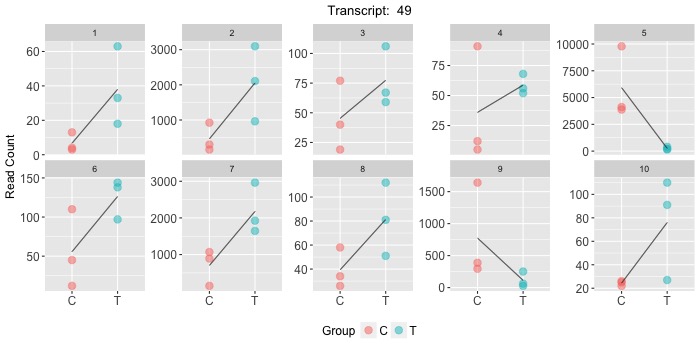 Transcript: 49
1 2 3 4 5
60 3000 100 75 10000
40 2000 75 50 7500
20 1000 50 25 5000
0 25 2500
0
Read Count
6 7 8 9 10
150 3000 100 1500 100
100 2000 80 1000 80
50 1000 60 500 60
40 0 40
20
C T C T C T C T C T
Group C T